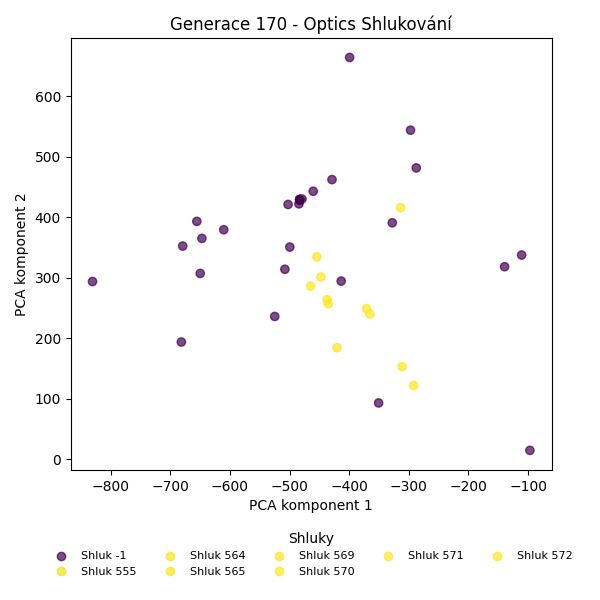 Generace 170 - Optics Shlukování
PCA komponent 2
600
500
400
300
200
100
0
−800 −700 −600 −500 −400 −300 −200 −100
PCA komponent 1
Shluky
Shluk -1 Shluk 564 Shluk 569 Shluk 571 Shluk 572
Shluk 555 Shluk 565 Shluk 570